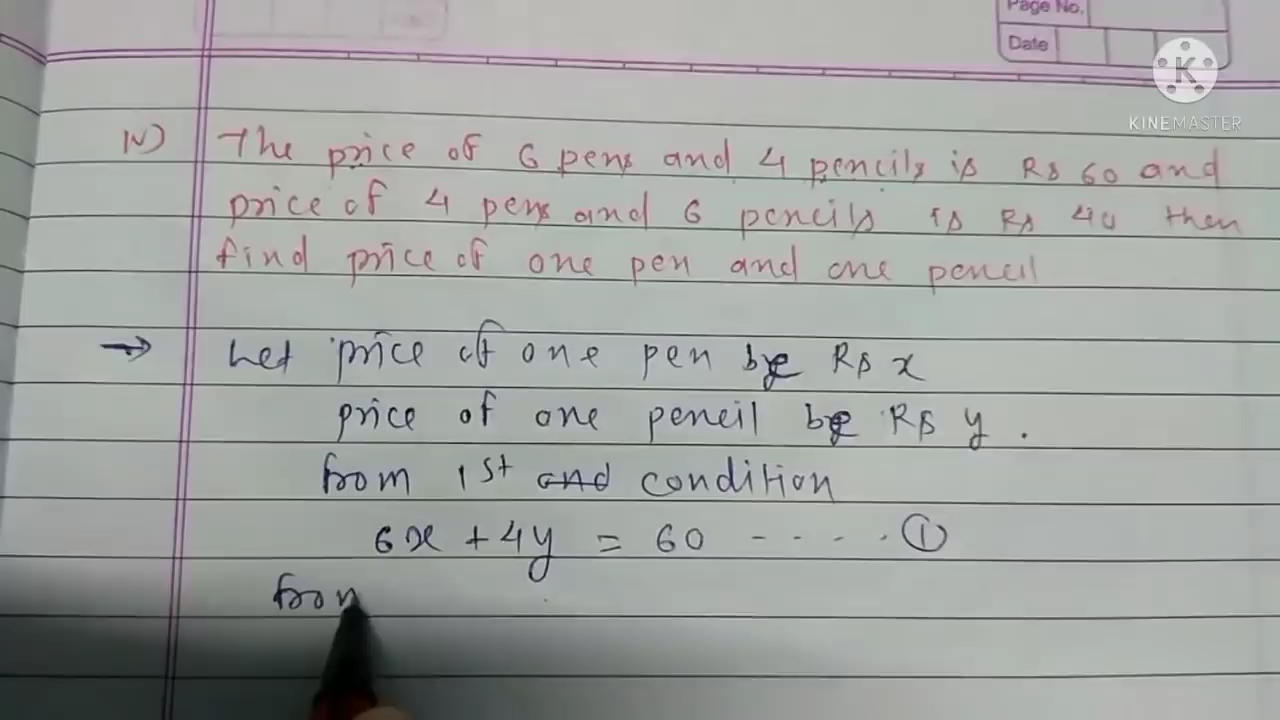 Page No.
Date
K
KINEMASTER
IV) The price of 6 pens and 4 pencils is Rs 60 and
price of 4 pens and 6 pencils is Rs 40 then
find price of one pen and one pencil
→ Let price of one pen be Rs x
price of one pencil be Rs y .
from 1st and condition
6x + 4y = 60 - - - - . ①
from